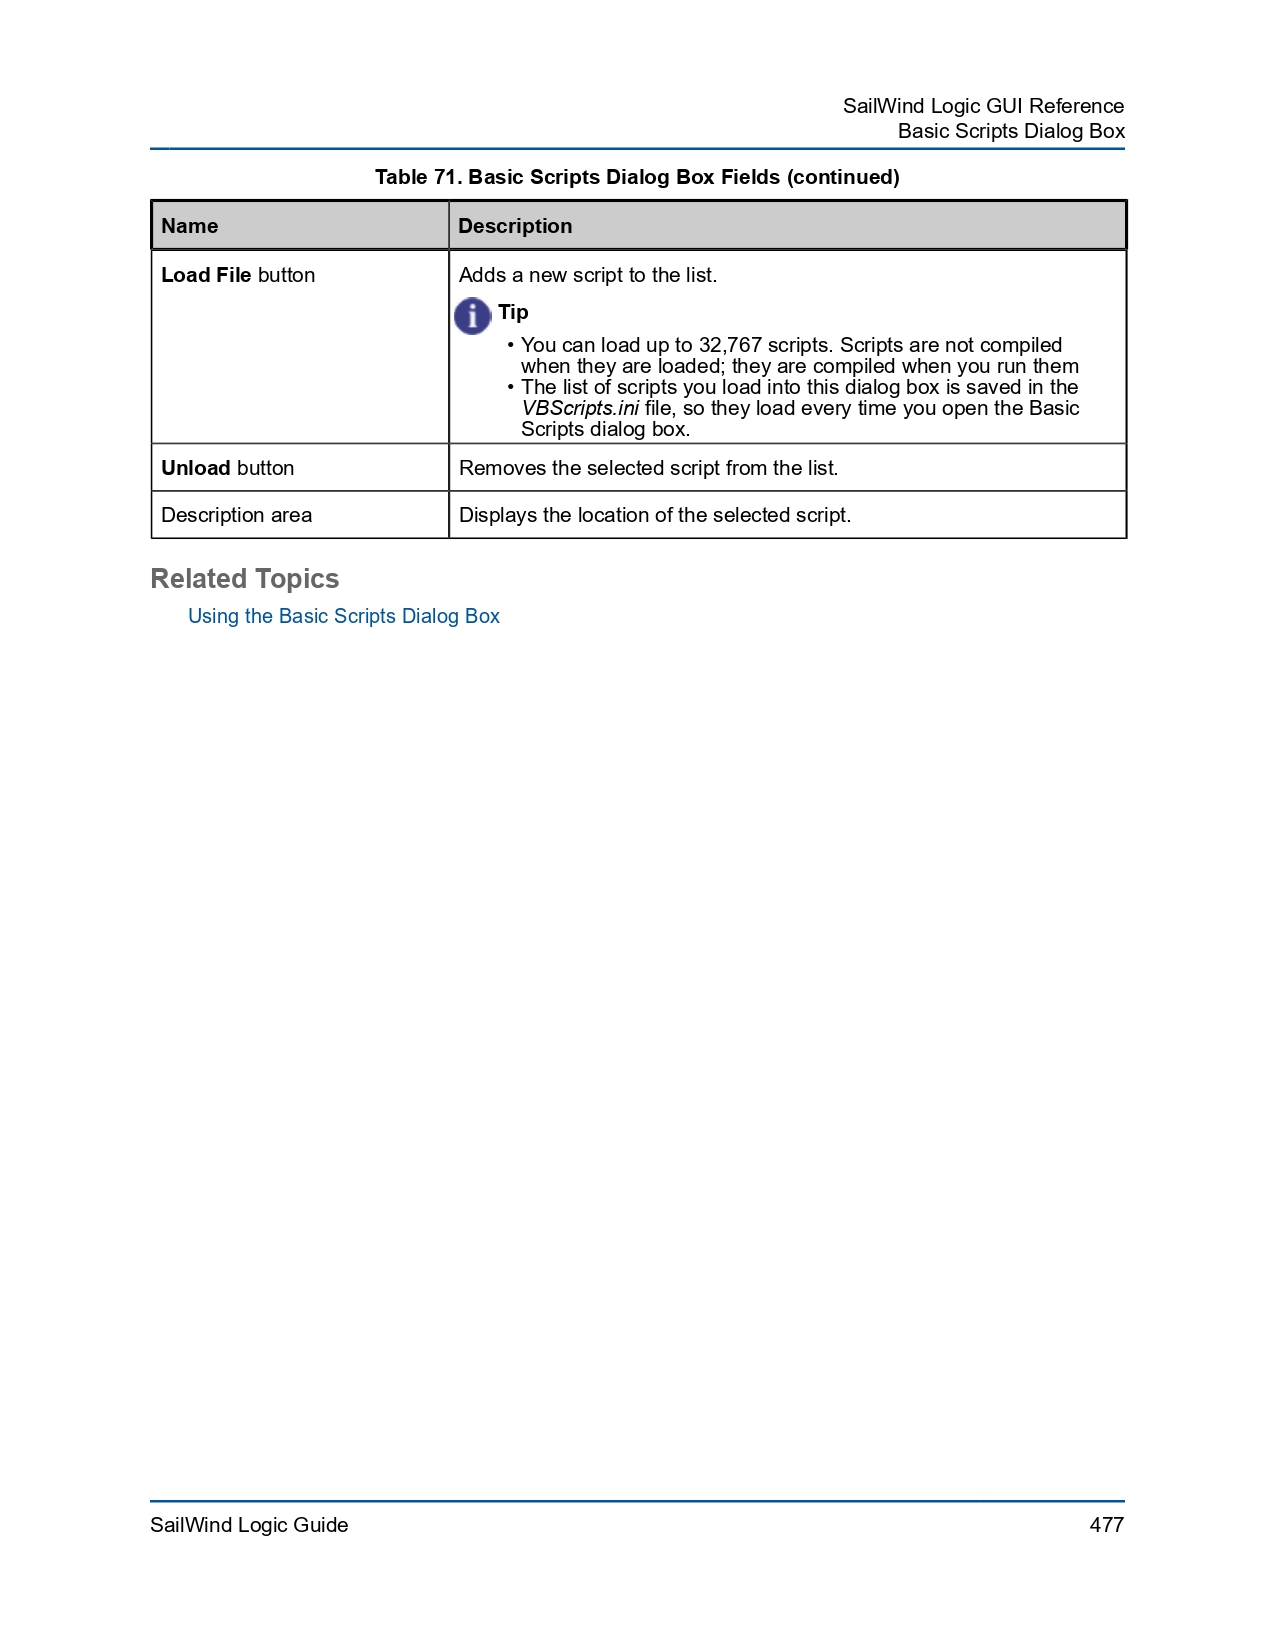 SailWind Logic GUI Reference
Basic Scripts Dialog Box
Table 71. Basic Scripts Dialog Box Fields (continued)
Name
Description
Load File button
Adds a new script to the list.
Tip
• You can load up to 32,767 scripts. Scripts are not compiled
when they are loaded; they are compiled when you run them
• The list of scripts you load into this dialog box is saved in the
VBScripts.ini file, so they load every time you open the Basic
Scripts dialog box.
Unload button
Removes the selected script from the list.
Description area
Displays the location of the selected script.
Related Topics
Using the Basic Scripts Dialog Box
SailWind Logic Guide
477